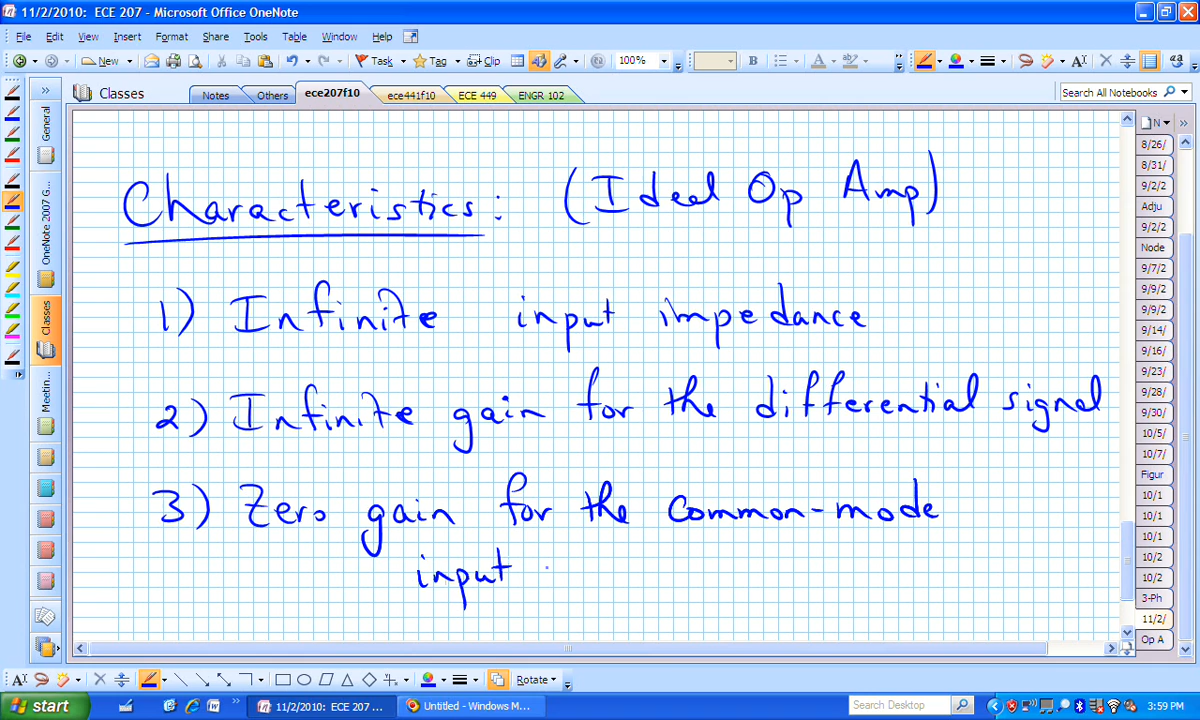 11/2/2010: ECE 207 - Microsoft Office OneNote
File Edit View Insert Format Share Tools Table Window Help
New Task Tag Clip 100% B A ab
Classes Notes Others ece207f10 ece441f10 ECE 449 ENGR 102 Search All Notebooks
General
OneNote 2007 G...
Classes
Meetin...
N
8/26/
8/31/
9/2/2
Adju
9/2/2
Node
9/7/2
9/9/2
9/9/2
9/14/
9/16/
9/23/
9/28/
9/30/
10/5/
10/7/
Figur
10/1
10/1
10/1
10/2
10/2
3-Ph
11/2/
Op A
Characteristics: (Ideal Op Amp)
1) Infinite input impedance
2) Infinite gain for the differential signal
3) Zero gain for the common-mode
input
Rotate
start 11/2/2010: ECE 207 ... Untitled - Windows M... Search Desktop 3:59 PM